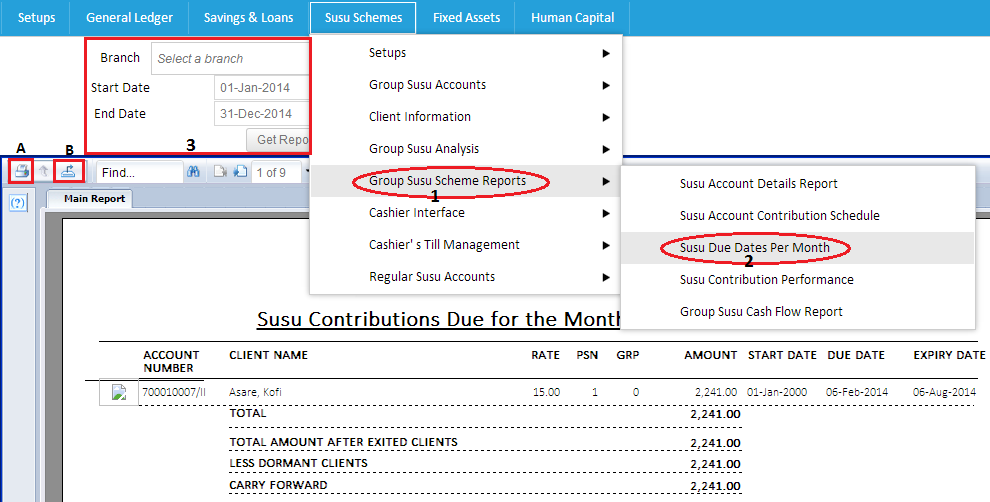 Setups General Ledger Savings & Loans Susu Schemes Fixed Assets Human Capital
Branch Select a branch
Start Date 01-Jan-2014
End Date 31-Dec-2014
3 Get Repo
Setups
Group Susu Accounts
Client Information
Group Susu Analysis
Group Susu Scheme Reports
1
Cashier Interface
Cashier' s Till Management
Regular Susu Accounts
Susu Account Details Report
Susu Account Contribution Schedule
Susu Due Dates Per Month
2
Susu Contribution Performance
Group Susu Cash Flow Report
A B
Find... 1 of 9
(?) Main Report
Susu Contributions Due for the Month
ACCOUNT NUMBER CLIENT NAME RATE PSN GRP AMOUNT START DATE DUE DATE EXPIRY DATE
700010007/II Asare, Kofi 15.00 1 0 2,241.00 01-Jan-2000 06-Feb-2014 06-Aug-2014
TOTAL 2,241.00
TOTAL AMOUNT AFTER EXITED CLIENTS 2,241.00
LESS DORMANT CLIENTS 2,241.00
CARRY FORWARD 2,241.00